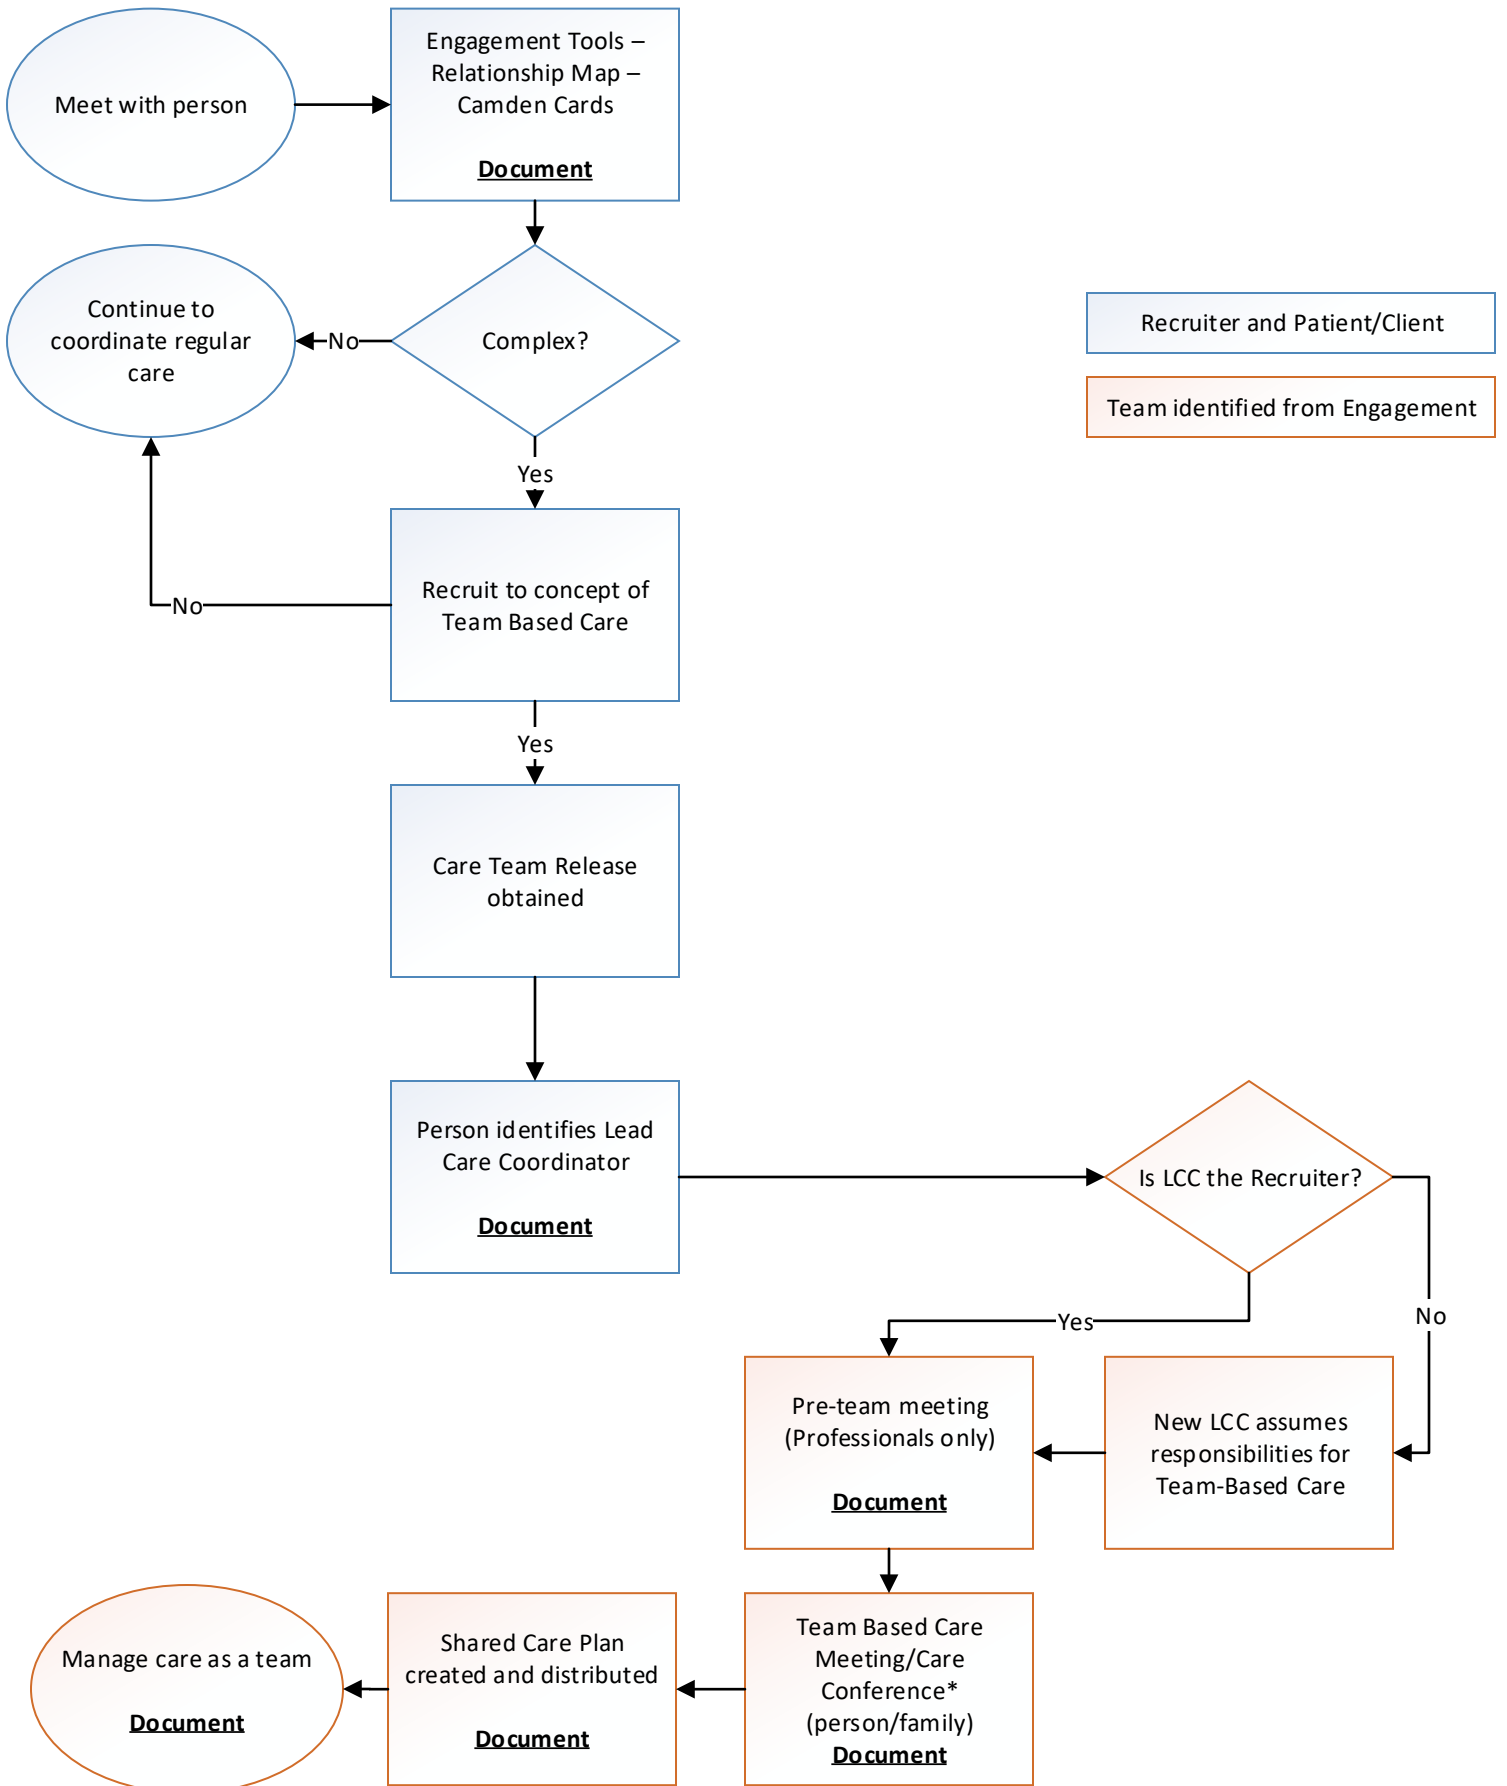 Meet with person
Engagement Tools –
Relationship Map –
Camden Cards
Document
Continue to
coordinate regular
care
No
Complex?
Recruiter and Patient/Client
Team identified from Engagement
Yes
Recruit to concept of
Team Based Care
No
Yes
Care Team Release
obtained
Person identifies Lead
Care Coordinator
Document
Is LCC the Recruiter?
Yes
No
Pre-team meeting
(Professionals only)
Document
New LCC assumes
responsibilities for
Team-Based Care
Manage care as a team
Document
Shared Care Plan
created and distributed
Document
Team Based Care
Meeting/Care
Conference*
(person/family)
Document